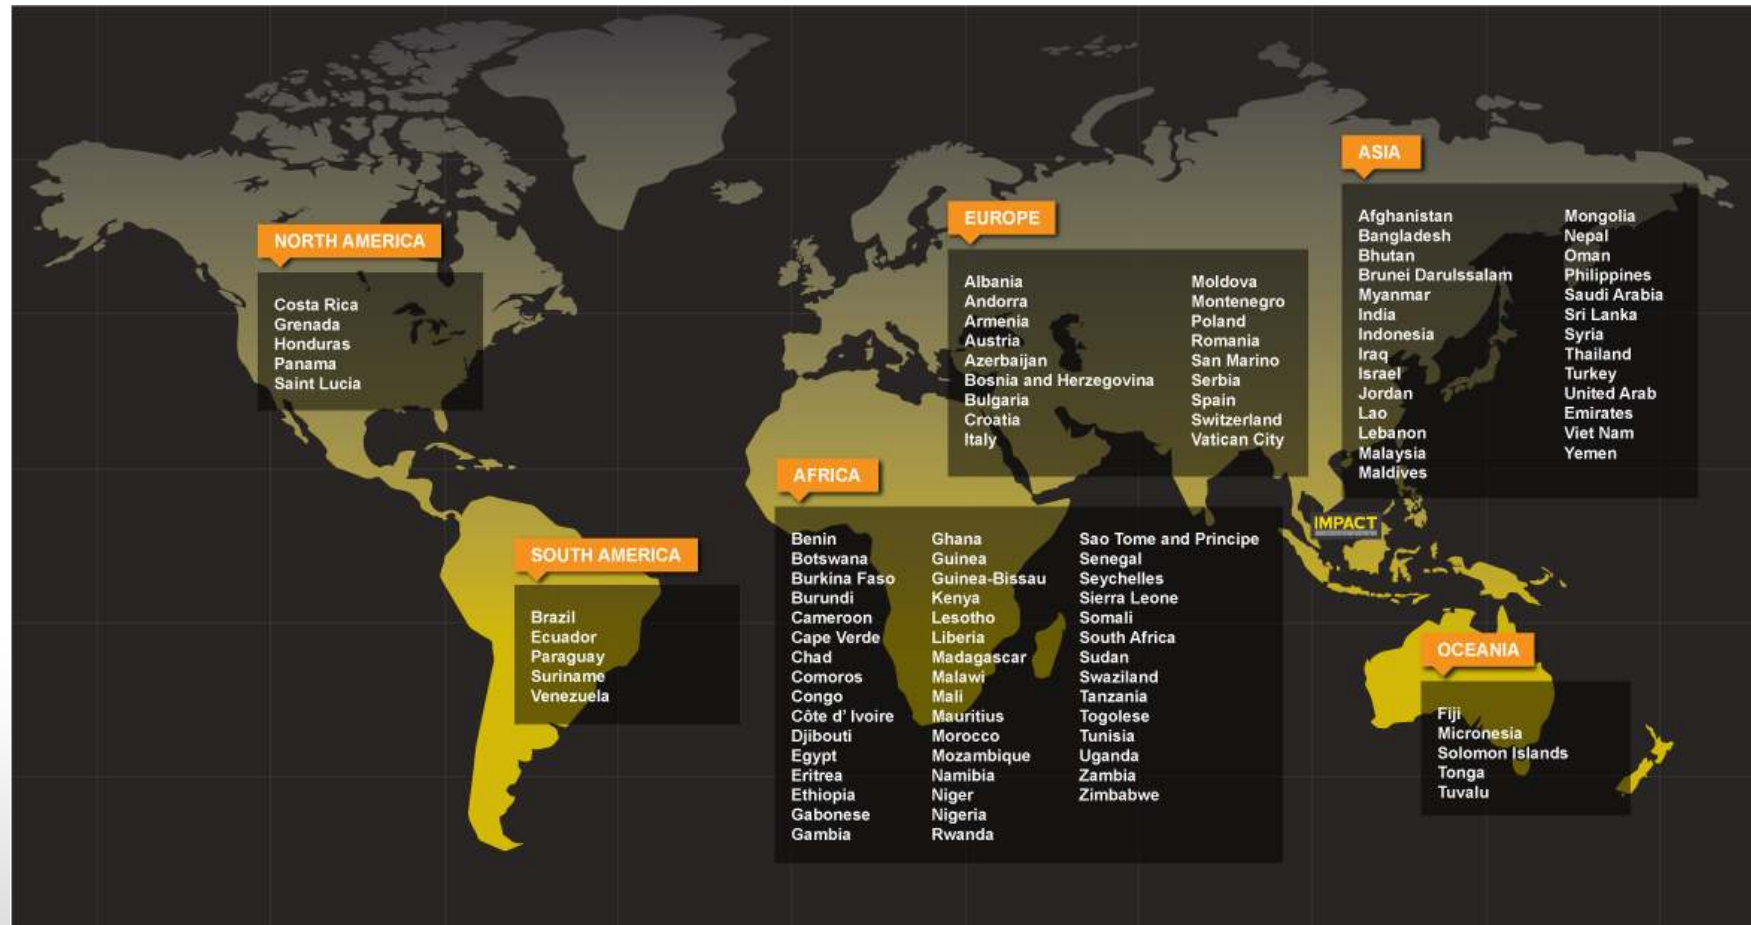 NORTH AMERICA
Costa Rica
Grenada
Honduras
Panama
Saint Lucia
SOUTH AMERICA
Brazil
Ecuador
Paraguay
Suriname
Venezuela
EUROPE
Albania
Andorra
Armenia
Austria
Azerbaijan
Bosnia and Herzegovina
Bulgaria
Croatia
Italy
Moldova
Montenegro
Poland
Romania
San Marino
Serbia
Spain
Switzerland
Vatican City
AFRICA
Benin
Botswana
Burkina Faso
Burundi
Cameroon
Cape Verde
Chad
Comoros
Congo
Côte d' Ivoire
Djibouti
Egypt
Eritrea
Ethiopia
Gabonese
Gambia
Ghana
Guinea
Guinea-Bissau
Kenya
Lesotho
Liberia
Madagascar
Malawi
Mali
Mauritius
Morocco
Mozambique
Namibia
Niger
Nigeria
Rwanda
Sao Tome and Principe
Senegal
Seychelles
Sierra Leone
Somali
South Africa
Sudan
Swaziland
Tanzania
Togolese
Tunisia
Uganda
Zambia
Zimbabwe
ASIA
Afghanistan
Bangladesh
Bhutan
Brunei Darulssalam
Myanmar
India
Indonesia
Iraq
Israel
Jordan
Lao
Lebanon
Malaysia
Maldives
Mongolia
Nepal
Oman
Philippines
Saudi Arabia
Sri Lanka
Syria
Thailand
Turkey
United Arab
Emirates
Viet Nam
Yemen
IMPACT
OCEANIA
Fiji
Micronesia
Solomon Islands
Tonga
Tuvalu